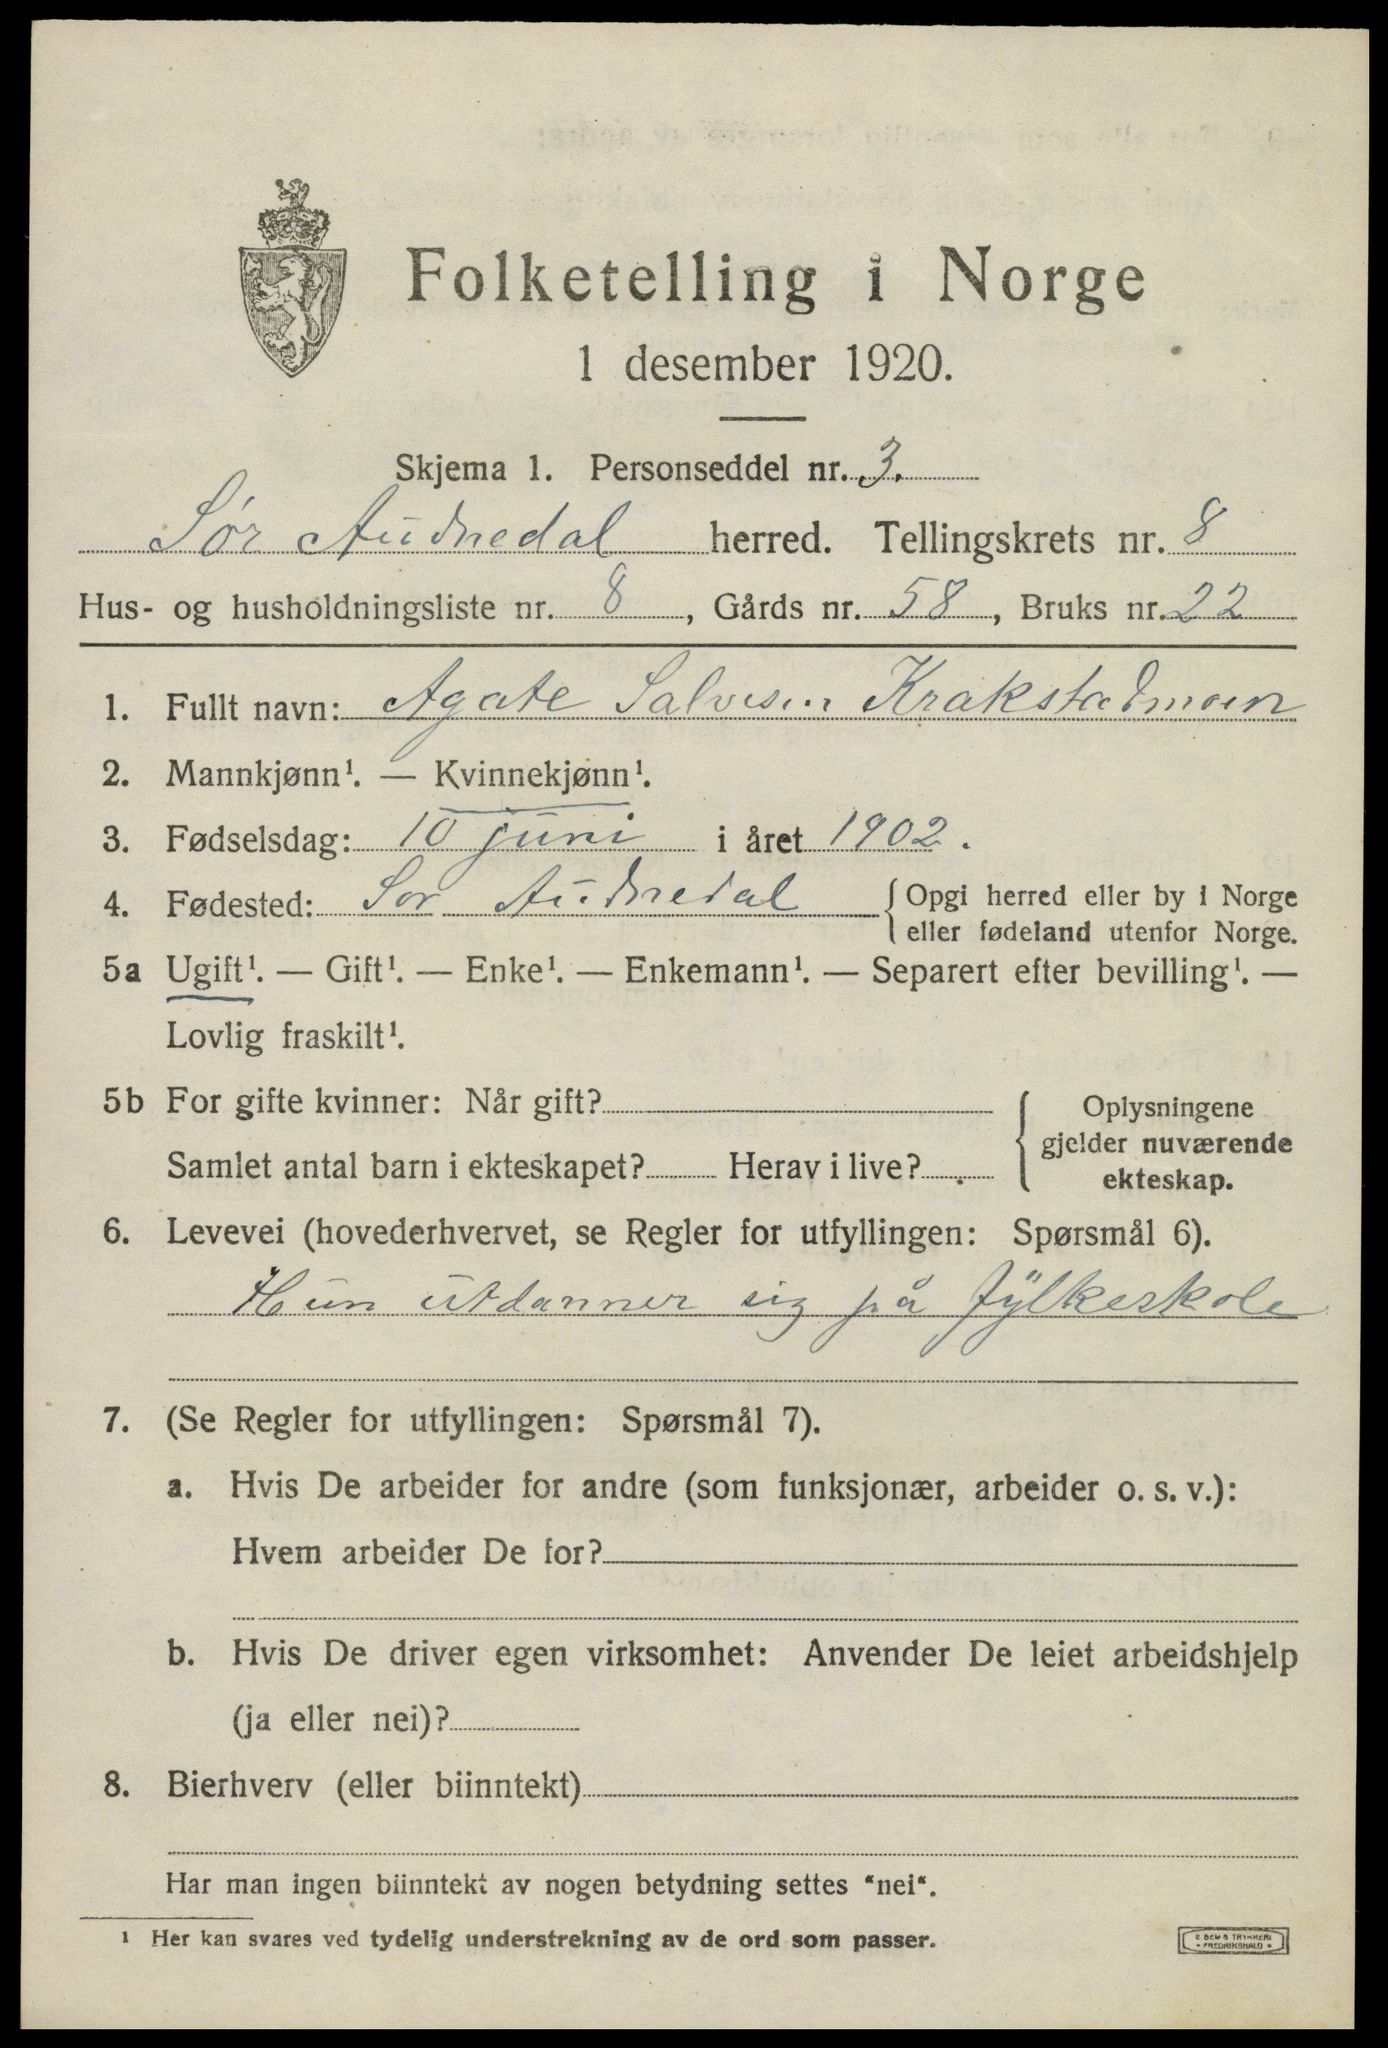 Folketelling i Norge
1 desember 1920.
Skjema 1. Personseddel nr. 3.
Sør Audnedal herred. Tellingskrets nr. 8
Hus- og husholdningsliste nr. 8, Gårds nr. 58, Bruks nr. 22
1. Fullt navn: Agate Salvesen Krakstadmoen
2. Mannkjønn¹. — Kvinnekjønn¹.
3. Fødselsdag: 10 juni i året 1902.
4. Fødested: Sør Audnedal { Opgi herred eller by i Norge
eller fødeland utenfor Norge.
5a Ugift¹. — Gift¹. — Enke¹. — Enkemann¹. — Separert efter bevilling¹. —
Lovlig fraskilt¹.
5b For gifte kvinner: Når gift?
Samlet antal barn i ekteskapet? Herav i live?
{ Oplysningene
gjelder nuværende
ekteskap.
6. Levevei (hovederhvervet, se Regler for utfyllingen: Spørsmål 6).
Hun utdanner sig på fylkeskole
7. (Se Regler for utfyllingen: Spørsmål 7).
a. Hvis De arbeider for andre (som funksjonær, arbeider o. s. v.):
Hvem arbeider De for?
b. Hvis De driver egen virksomhet: Anvender De leiet arbeidshjelp
(ja eller nei)?
8. Bierhverv (eller biinntekt)
Har man ingen biinntekt av nogen betydning settes "nei".
¹ Her kan svares ved tydelig understrekning av de ord som passer.
E. SEMS TRYKKERI
• FREDRIKSHALD •